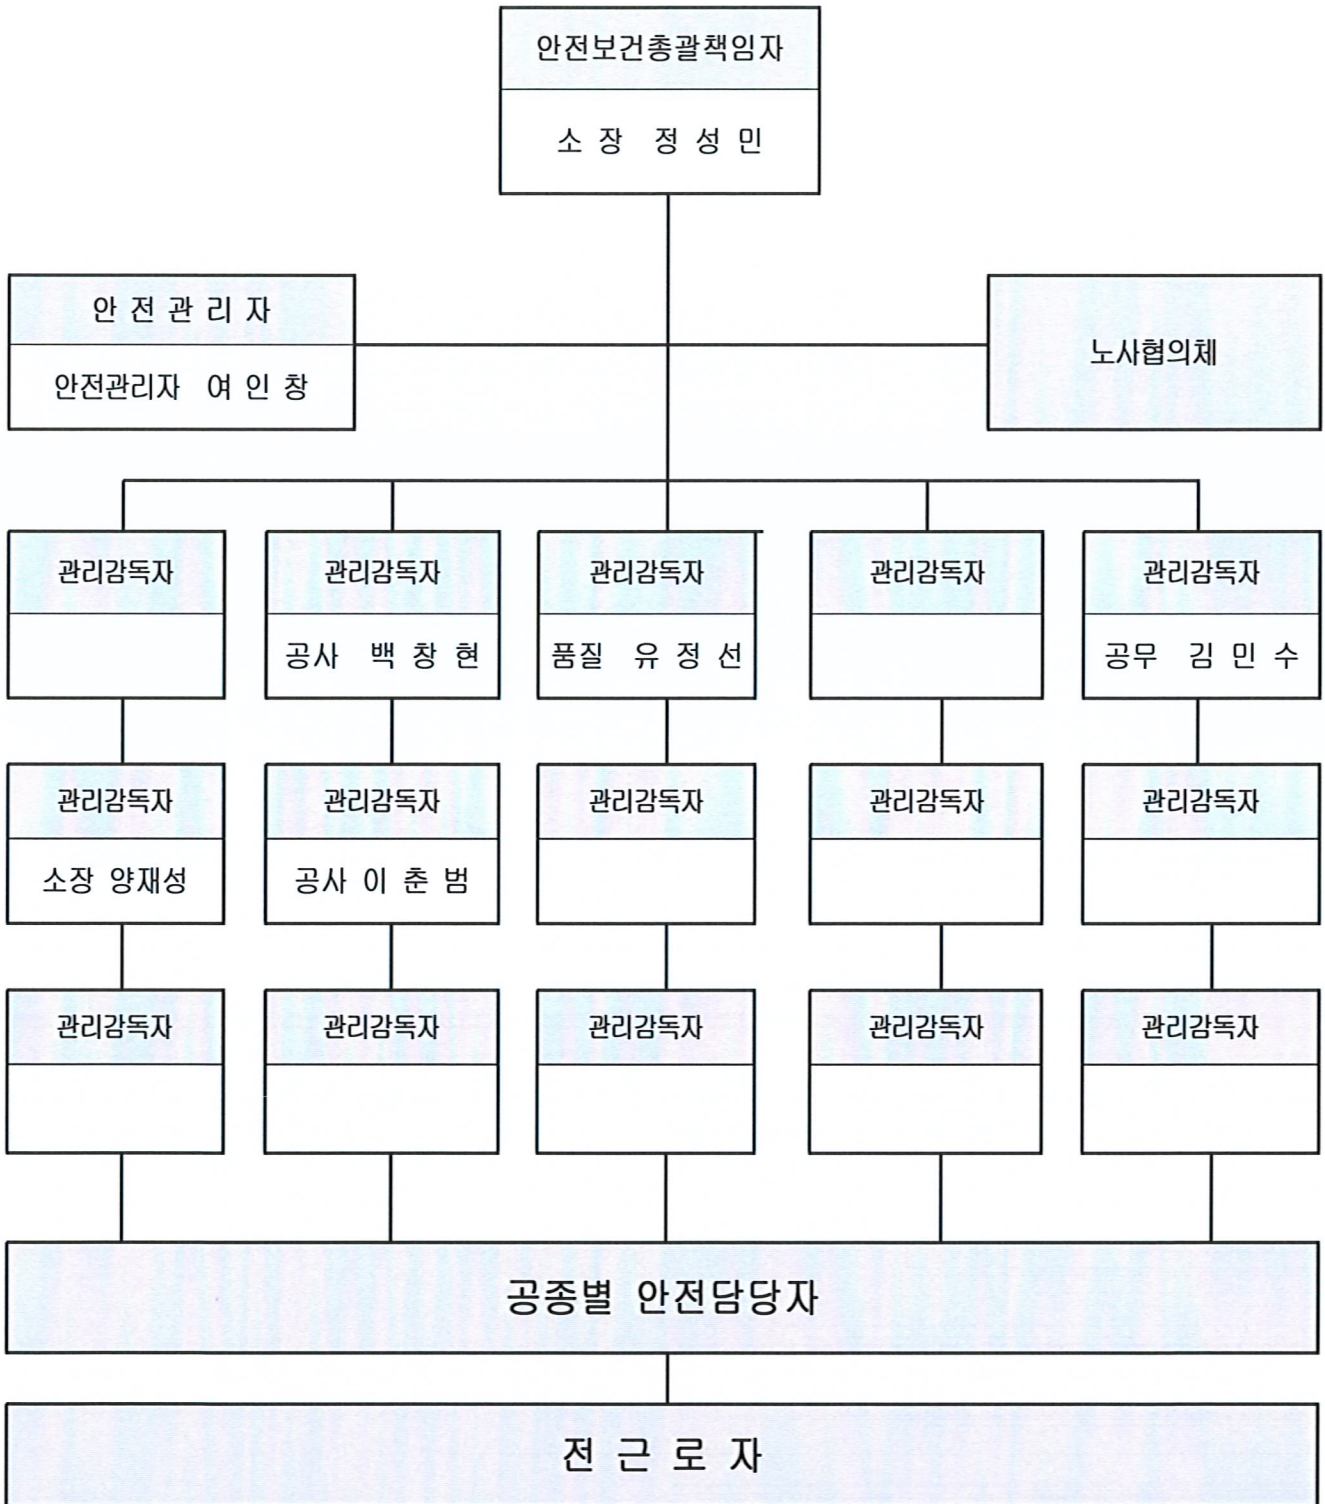 안전보건총괄책임자
소 장 정 성 민
안 전 관 리 자
안전관리자 여 인 창
노사협의체
관리감독자 관리감독자 관리감독자 관리감독자 관리감독자
공사 백 창 현 품질 유 정 선 공무 김 민 수
관리감독자 관리감독자 관리감독자 관리감독자 관리감독자
소장 양재성 공사 이 춘 범
관리감독자 관리감독자 관리감독자 관리감독자 관리감독자
공종별 안전담당자
전 근 로 자